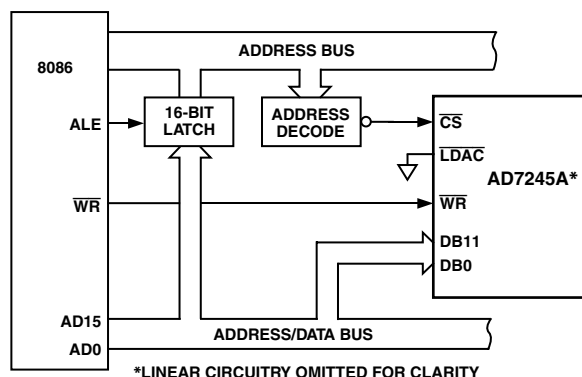 ADDRESS BUS
8086
16-BIT
LATCH
ADDRESS
DECODE
ALE
CS
LDAC
AD7245A*
WR
WR
DB11
DB0
AD15
ADDRESS/DATA BUS
AD0
*LINEAR CIRCUITRY OMITTED FOR CLARITY